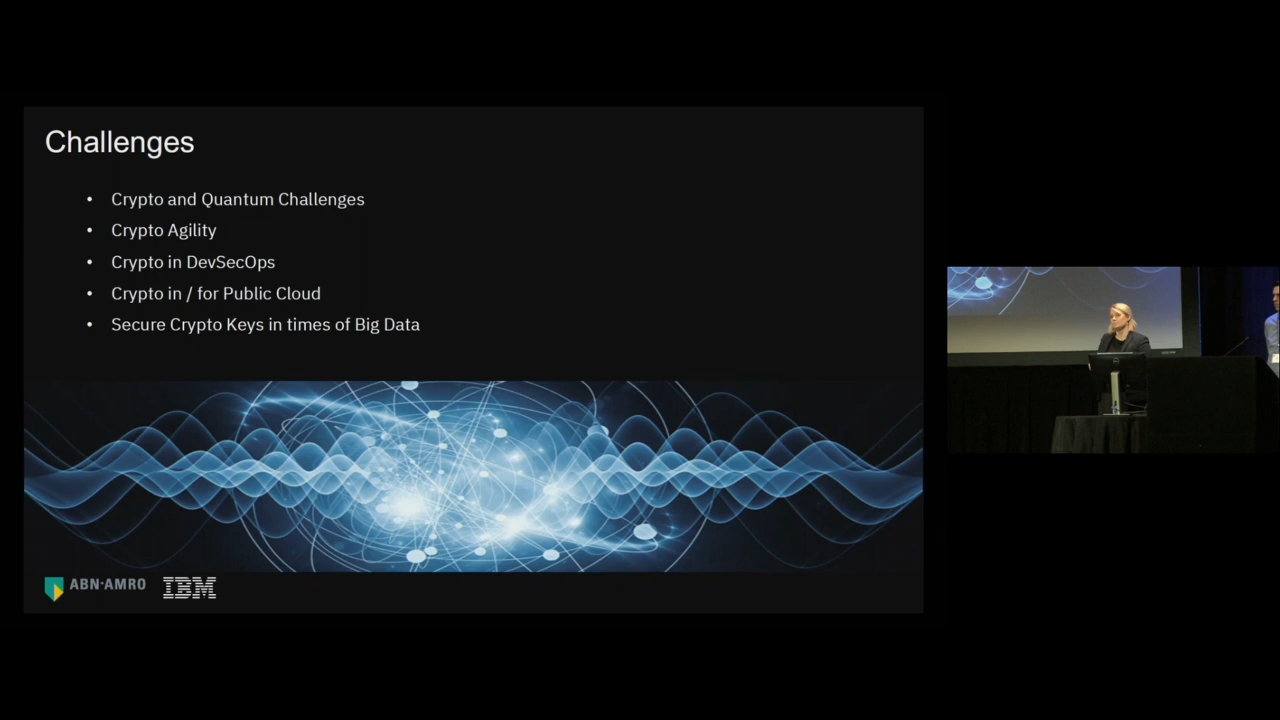 Challenges
• Crypto and Quantum Challenges
• Crypto Agility
• Crypto in DevSecOps
• Crypto in / for Public Cloud
• Secure Crypto Keys in times of Big Data
ABN·AMRO IBM